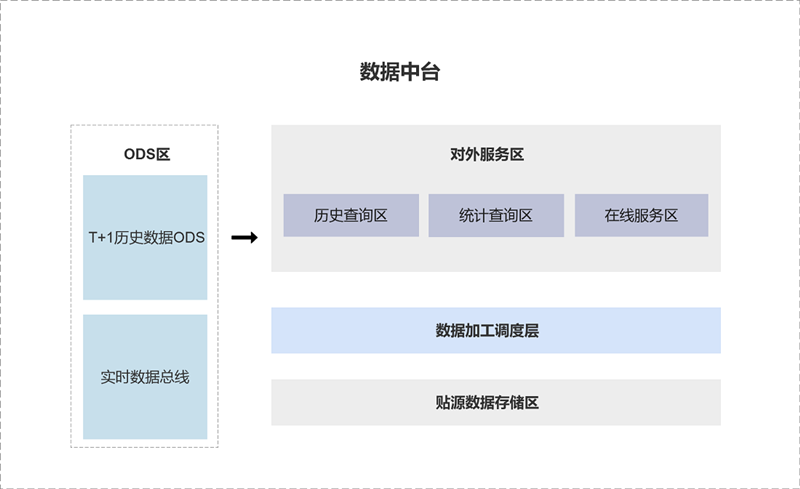 数据中台
ODS区
T+1历史数据ODS
实时数据总线
对外服务区
历史查询区
统计查询区
在线服务区
数据加工调度层
贴源数据存储区